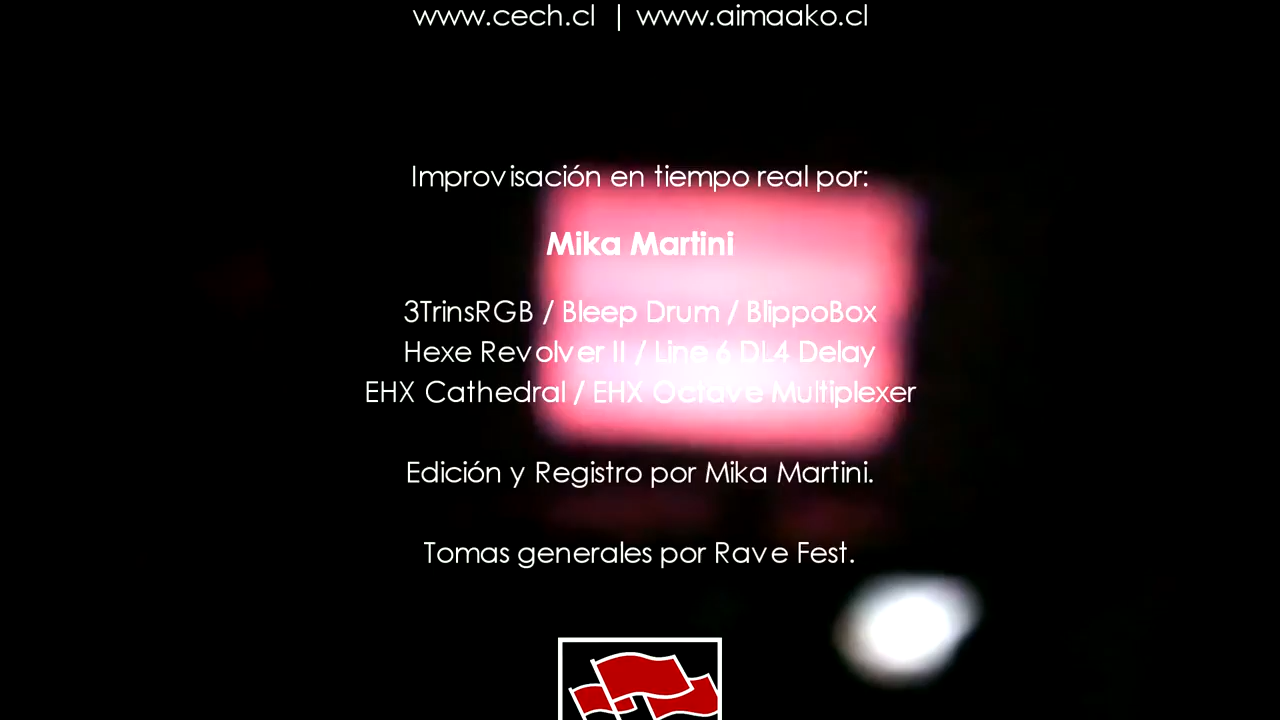 www.cech.cl | www.aimaako.cl
Improvisación en tiempo real por:
Mika Martini
3TrinsRGB / Bleep Drum / BlippoBox
Hexe Revolver II / Line 6 DL4 Delay
EHX Cathedral / EHX Octave Multiplexer
Edición y Registro por Mika Martini.
Tomas generales por Rave Fest.